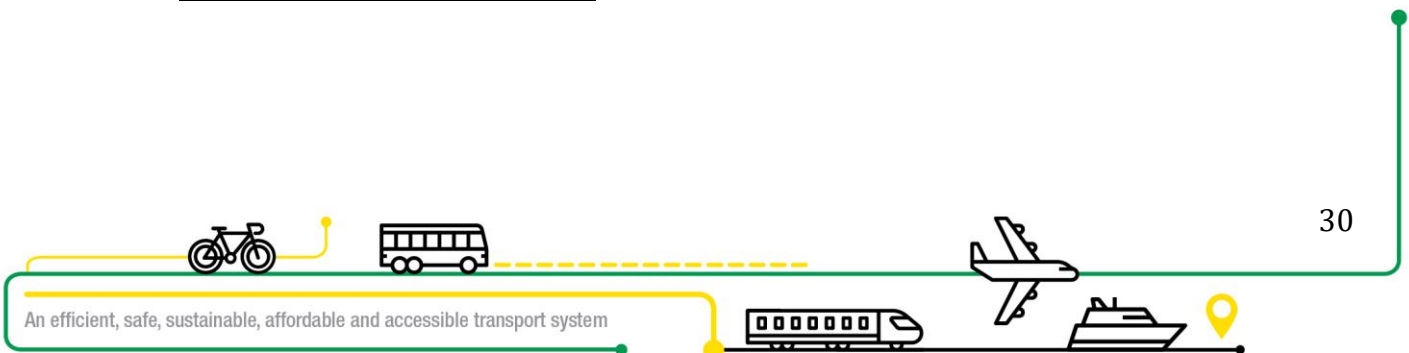 30
An efficient, safe, sustainable, affordable and accessible transport system